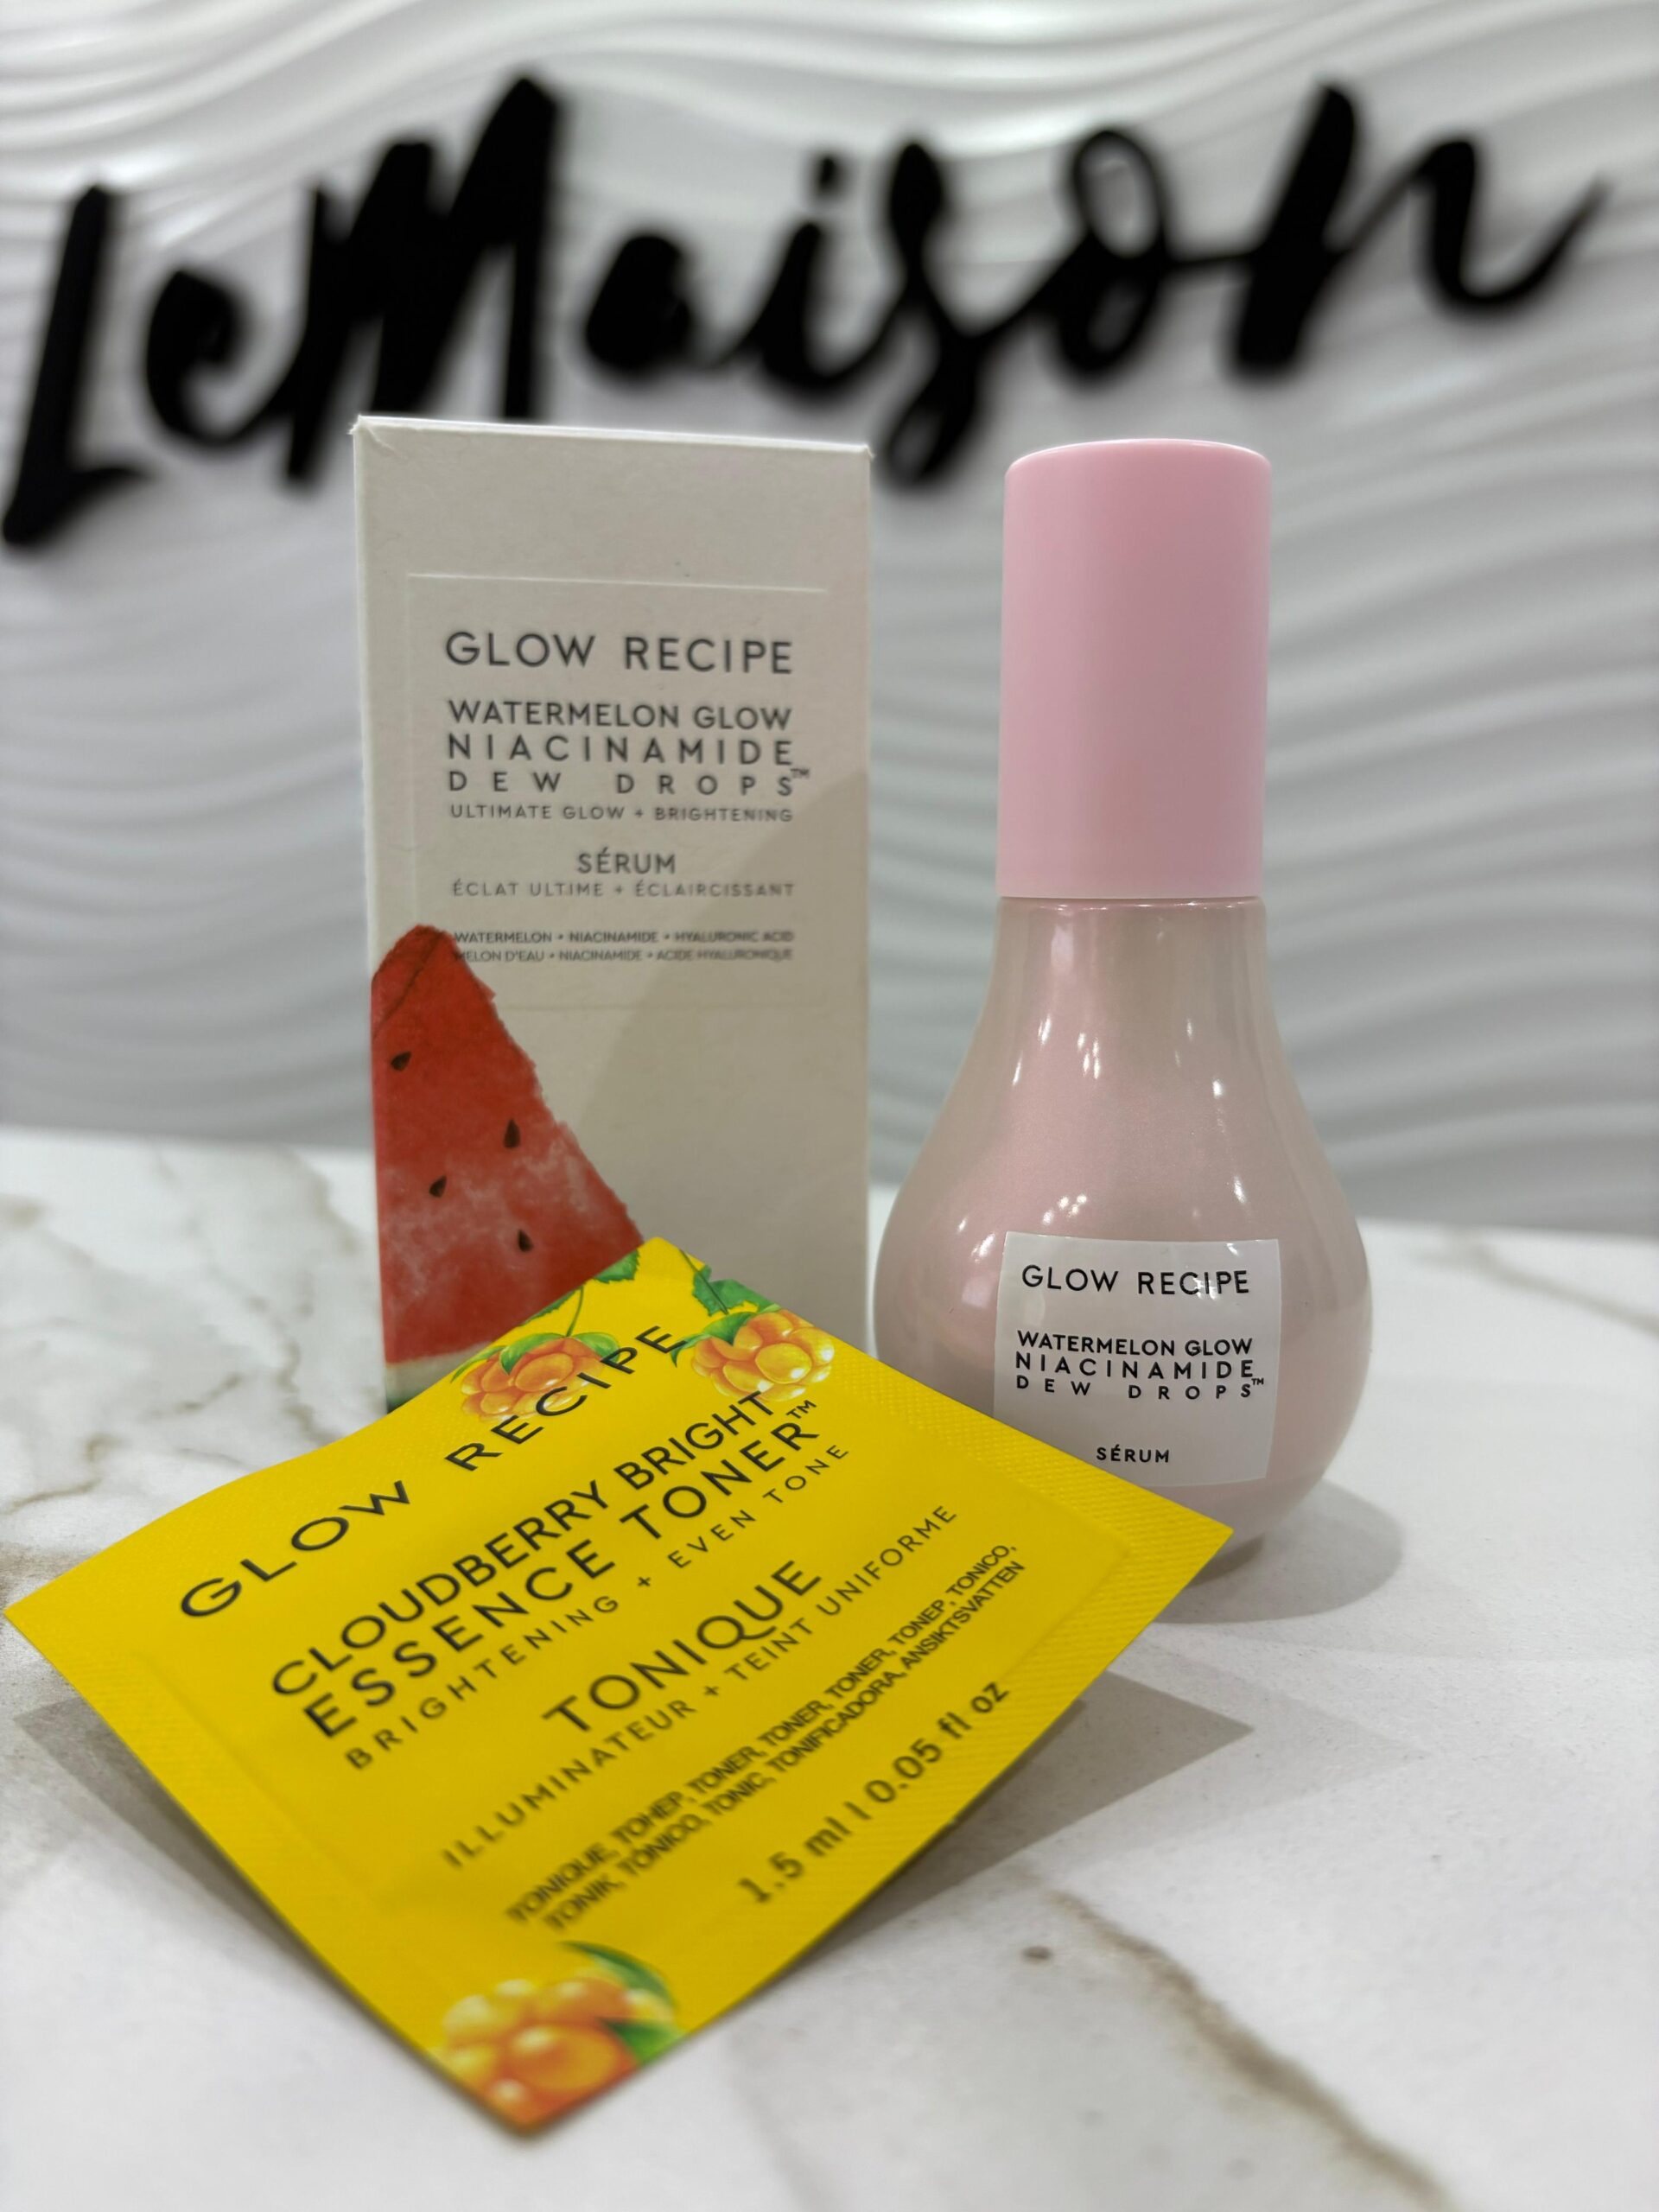 LeMaison
GLOW RECIPE
WATERMELON GLOW
NIACINAMIDE
DEW DROPS™
ULTIMATE GLOW + BRIGHTENING
SÉRUM
ÉCLAT ULTIME + ÉCLAIRCISSANT
WATERMELON + NIACINAMIDE + HYALURONIC ACID
MELON D'EAU + NIACINAMIDE + ACIDE HYALURONIQUE
GLOW RECIPE
WATERMELON GLOW
NIACINAMIDE
DEW DROPS™
SÉRUM
GLOW RECIPE
CLOUDBERRY BRIGHT
ESSENCE TONER™
BRIGHTENING + EVEN TONE
TONIQUE
ILLUMINATEUR + TEINT UNIFORME
TONIQUE, ТОНЕР, TONER, TONER, TONER, TONER, ТОНЕР, TONICO,
TONIK, TÓNICO, TONIC, TONIFICADORA, ANSIKTSVATTEN
1.5 ml | 0.05 fl oz